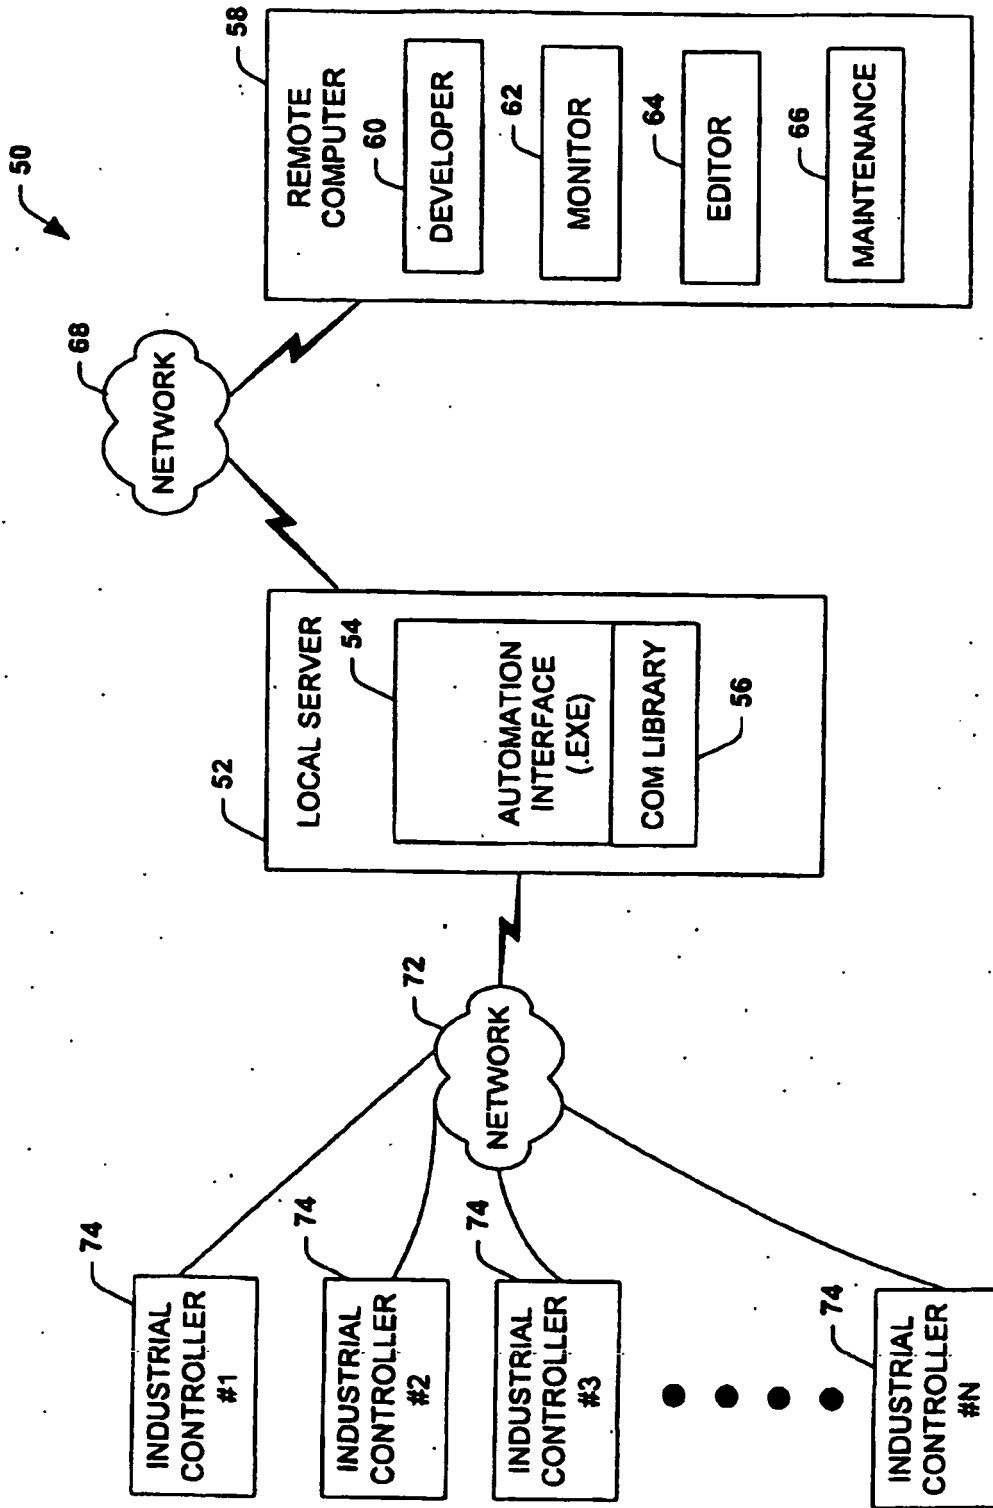 50
58
REMOTE
COMPUTER
60
DEVELOPER
62
MONITOR
64
EDITOR
66
MAINTENANCE
68
NETWORK
52
LOCAL SERVER
54
AUTOMATION
INTERFACE
(.EXE)
COM LIBRARY
56
72
NETWORK
74
INDUSTRIAL
CONTROLLER
#1
74
INDUSTRIAL
CONTROLLER
#2
74
INDUSTRIAL
CONTROLLER
#3
74
INDUSTRIAL
CONTROLLER
#N